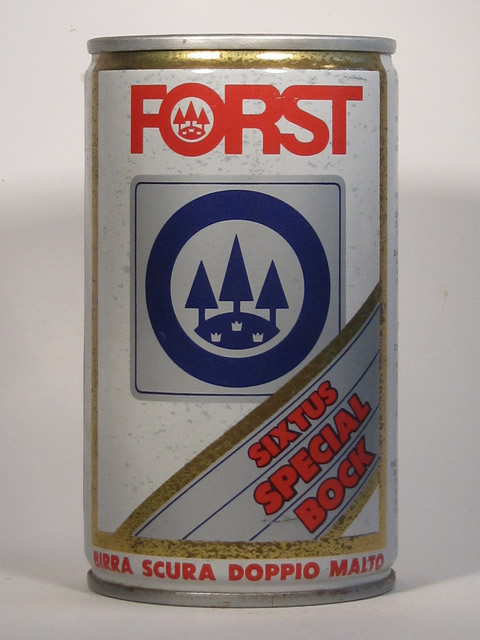 FORST
SIXTUS
SPECIAL
BOCK
BIRRA SCURA DOPPIO MALTO